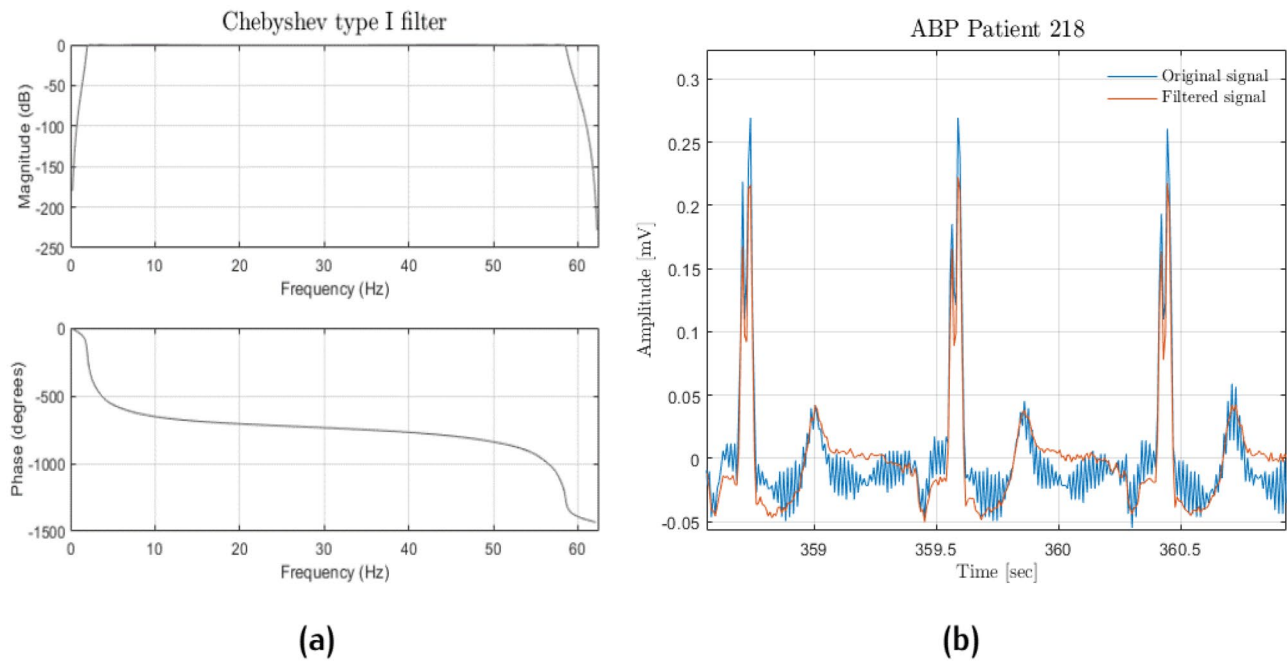 Chebyshev type I filter
Magnitude (dB)
0
-50
-100
-150
-200
-250
0 10 20 30 40 50 60
Frequency (Hz)
Phase (degrees)
0
-500
-1000
-1500
0 10 20 30 40 50 60
Frequency (Hz)
(a)
ABP Patient 218
Original signal
Filtered signal
Amplitude [mV]
0.3
0.25
0.2
0.15
0.1
0.05
0
-0.05
359 359.5 360 360.5
Time [sec]
(b)